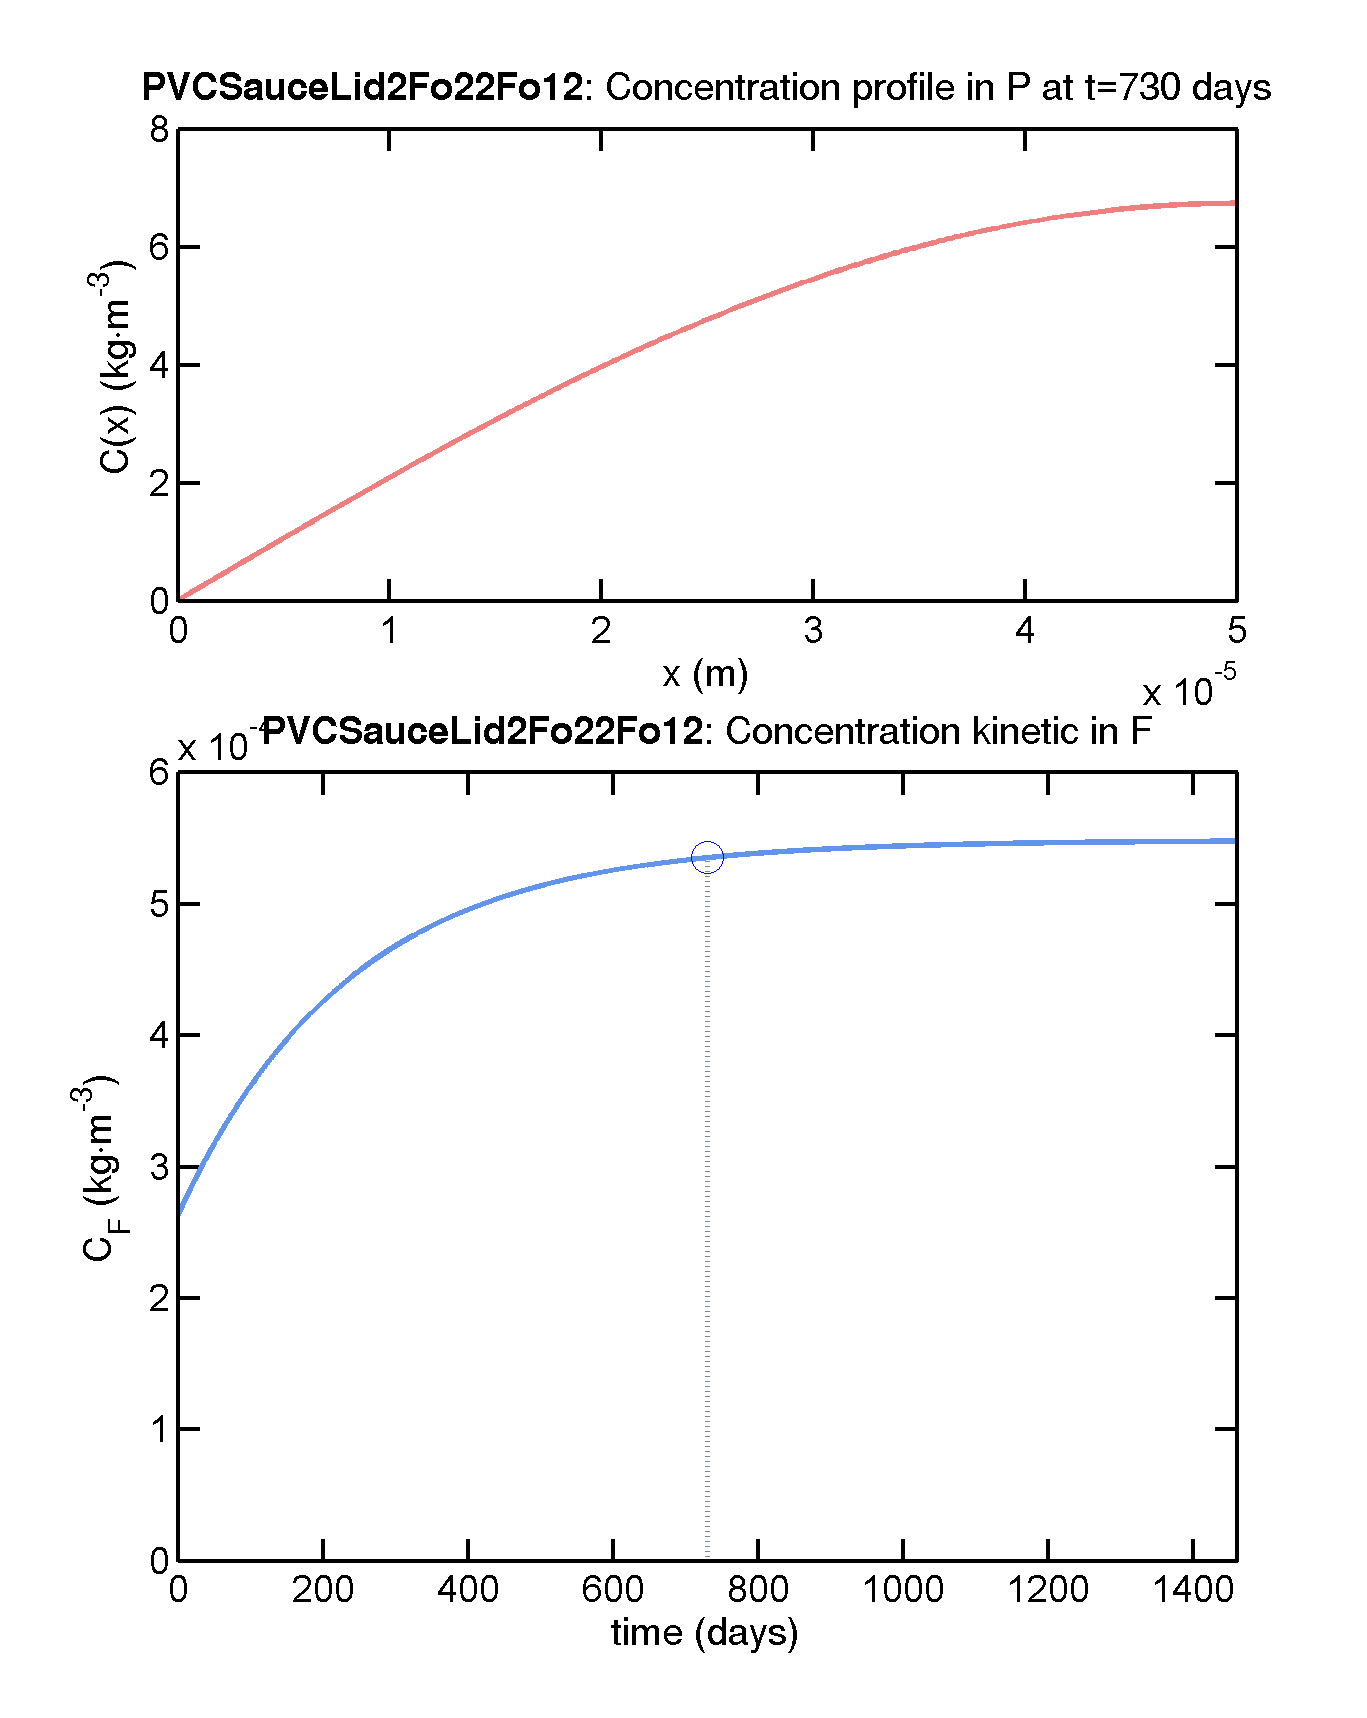 PVCSauceLid2Fo22Fo12: Concentration profile in P at t=730 days
8
6
4
2
0
C(x) (kg·m⁻³)
0 1 2 3 4 5
x (m)
x 10⁻⁵
x 10⁻⁴
PVCSauceLid2Fo22Fo12: Concentration kinetic in F
6
5
4
3
2
1
0
C_F (kg·m⁻³)
0 200 400 600 800 1000 1200 1400
time (days)